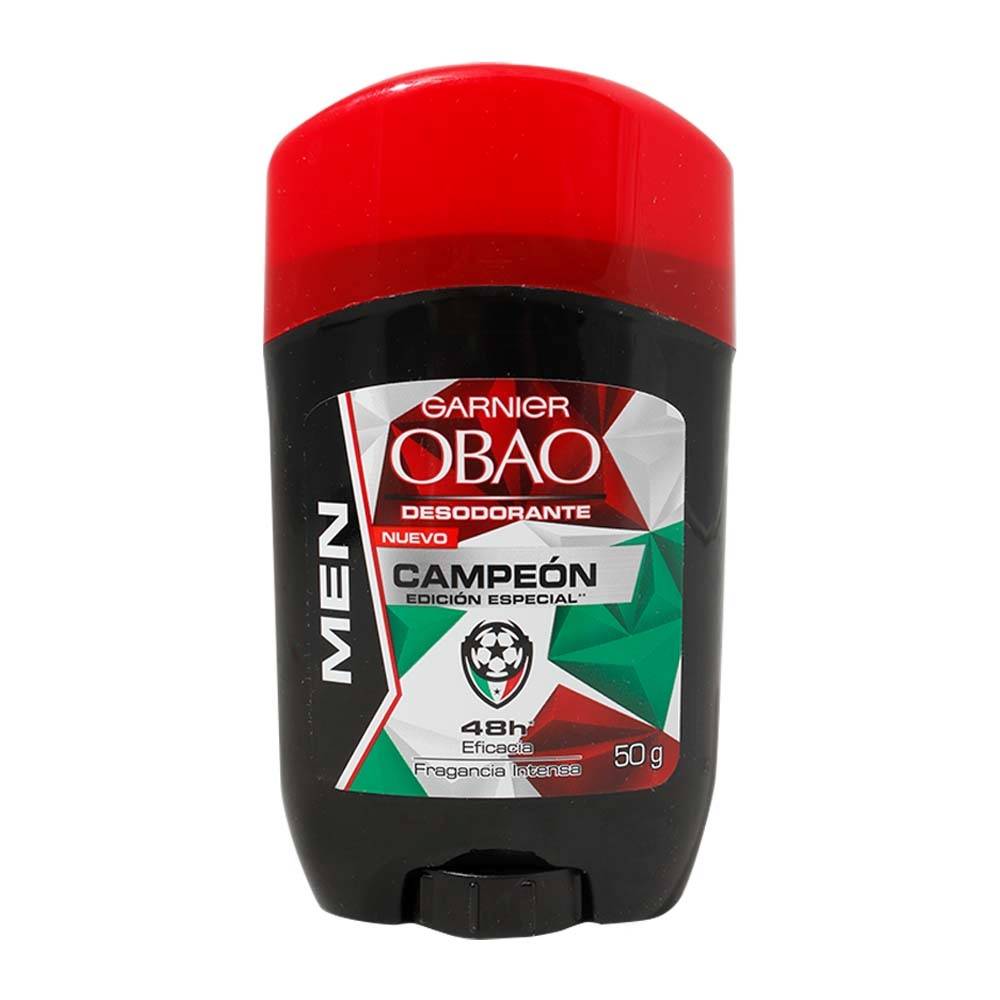 GARNIER
OBAO
DESODORANTE
NUEVO
CAMPEÓN
EDICIÓN ESPECIAL**
48h*
Eficacia
Fragancia Intensa
50 g
MEN